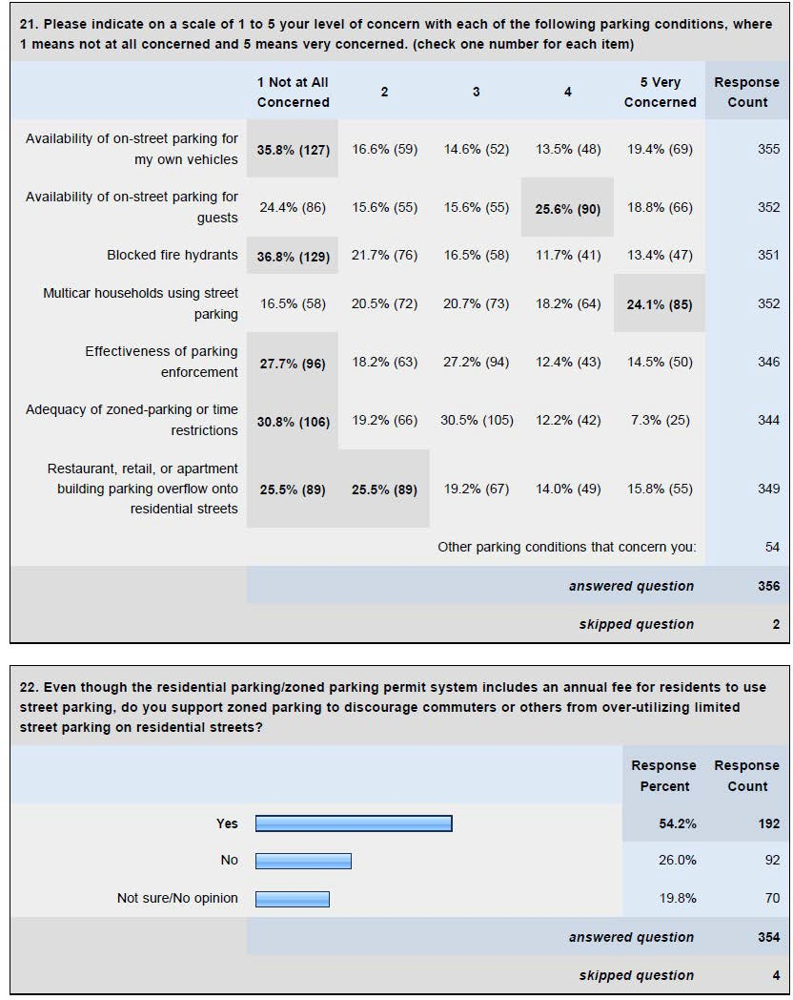 21. Please indicate on a scale of 1 to 5 your level of concern with each of the following parking conditions, where
1 means not at all concerned and 5 means very concerned. (check one number for each item)
1 Not at All Concerned 2 3 4 5 Very Concerned Response Count
Availability of on-street parking for my own vehicles 35.8% (127) 16.6% (59) 14.6% (52) 13.5% (48) 19.4% (69) 355
Availability of on-street parking for guests 24.4% (86) 15.6% (55) 15.6% (55) 25.6% (90) 18.8% (66) 352
Blocked fire hydrants 36.8% (129) 21.7% (76) 16.5% (58) 11.7% (41) 13.4% (47) 351
Multicar households using street parking 16.5% (58) 20.5% (72) 20.7% (73) 18.2% (64) 24.1% (85) 352
Effectiveness of parking enforcement 27.7% (96) 18.2% (63) 27.2% (94) 12.4% (43) 14.5% (50) 346
Adequacy of zoned-parking or time restrictions 30.8% (106) 19.2% (66) 30.5% (105) 12.2% (42) 7.3% (25) 344
Restaurant, retail, or apartment building parking overflow onto residential streets 25.5% (89) 25.5% (89) 19.2% (67) 14.0% (49) 15.8% (55) 349
Other parking conditions that concern you: 54
answered question 356
skipped question 2
22. Even though the residential parking/zoned parking permit system includes an annual fee for residents to use
street parking, do you support zoned parking to discourage commuters or others from over-utilizing limited
street parking on residential streets?
Response Percent Response Count
Yes 54.2% 192
No 26.0% 92
Not sure/No opinion 19.8% 70
answered question 354
skipped question 4